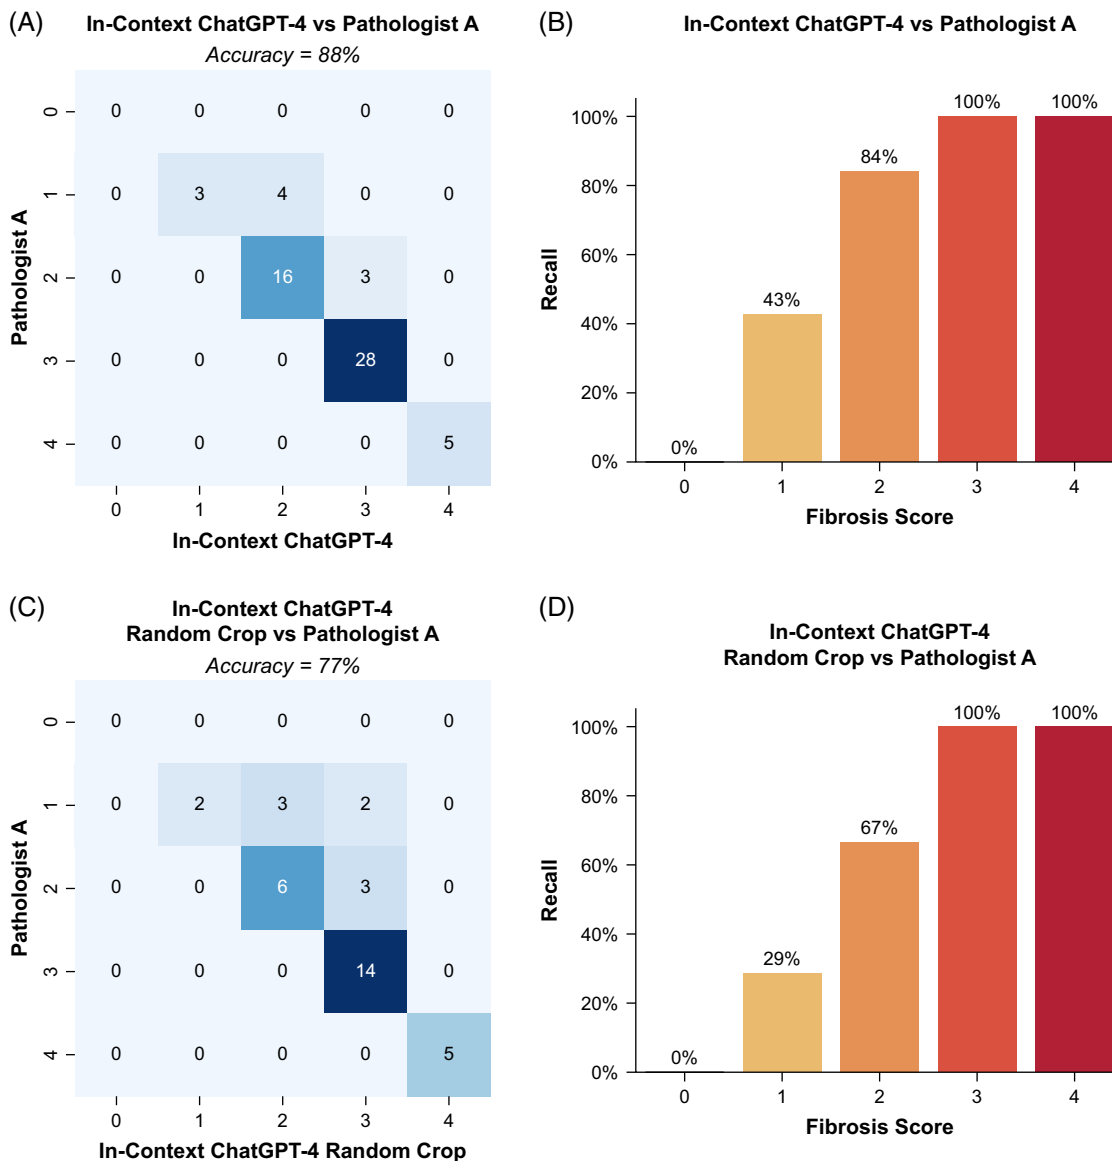 (A)
In-Context ChatGPT-4 vs Pathologist A
Accuracy = 88%
Pathologist A
0 0 0 0 0 0
1 0 3 4 0 0
2 0 0 16 3 0
3 0 0 0 28 0
4 0 0 0 0 5
0 1 2 3 4
In-Context ChatGPT-4
(B)
In-Context ChatGPT-4 vs Pathologist A
Recall
100%
80%
60%
40%
20%
0%
0% 43% 84% 100% 100%
0 1 2 3 4
Fibrosis Score
(C)
In-Context ChatGPT-4
Random Crop vs Pathologist A
Accuracy = 77%
Pathologist A
0 0 0 0 0 0
1 0 2 3 2 0
2 0 0 6 3 0
3 0 0 0 14 0
4 0 0 0 0 5
0 1 2 3 4
In-Context ChatGPT-4 Random Crop
(D)
In-Context ChatGPT-4
Random Crop vs Pathologist A
Recall
100%
80%
60%
40%
20%
0%
0% 29% 67% 100% 100%
0 1 2 3 4
Fibrosis Score